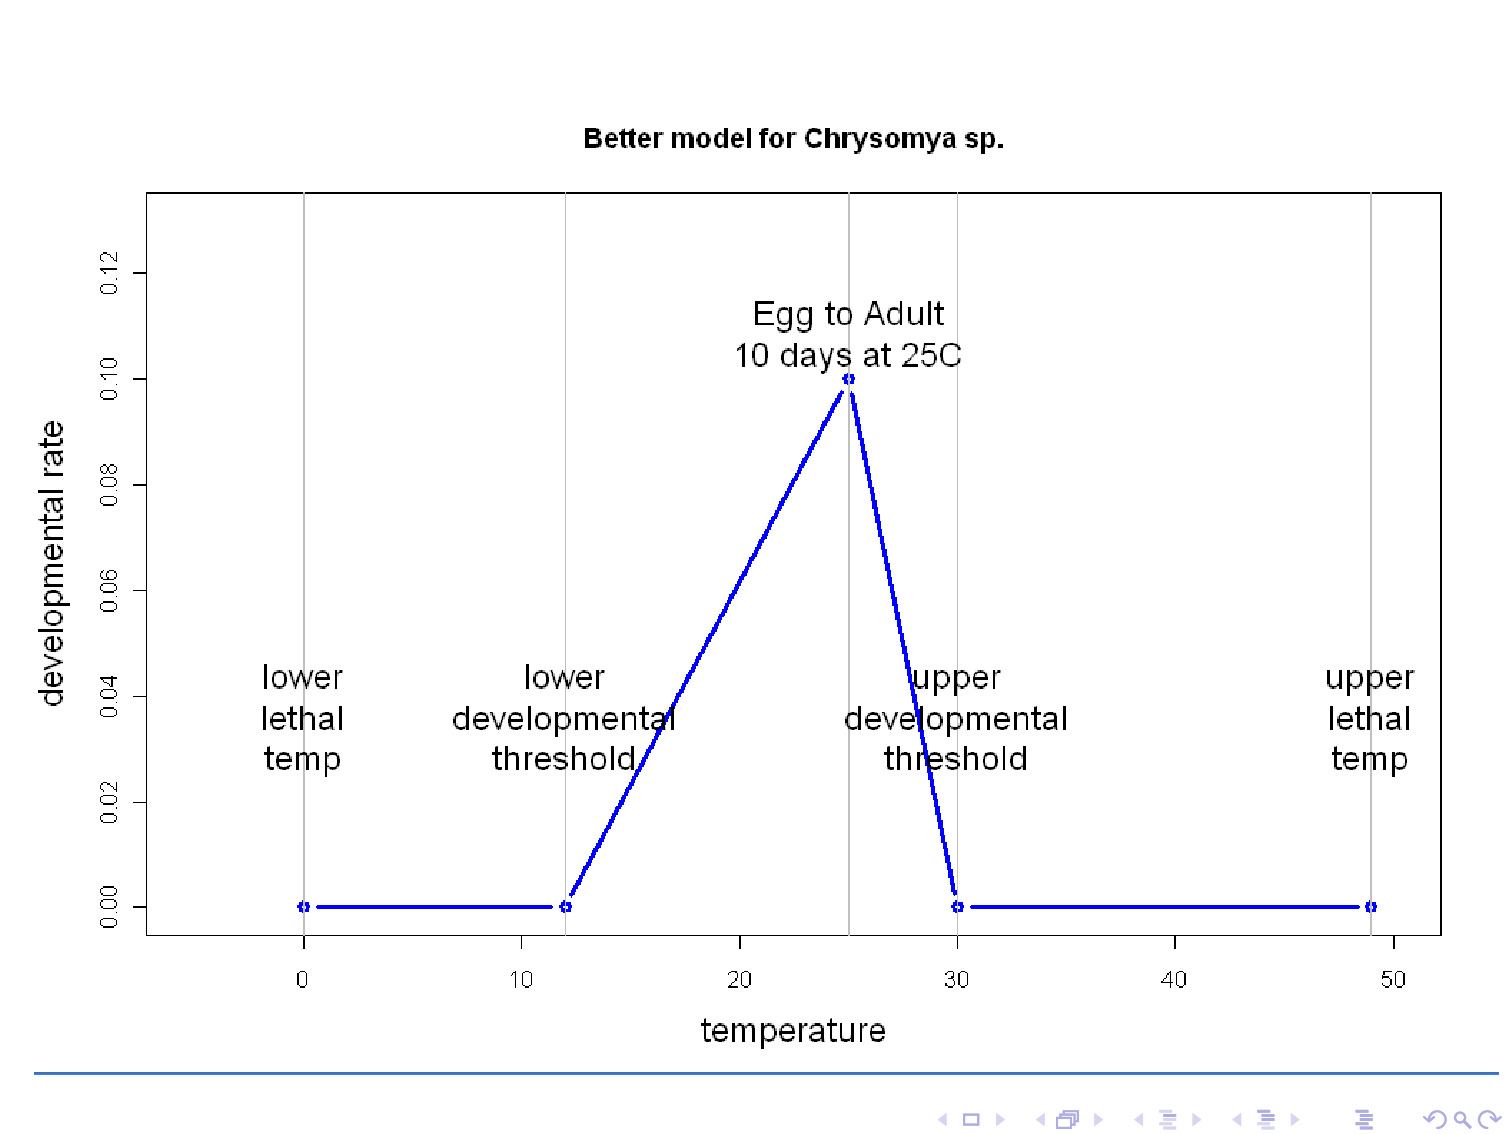 Better model for Chrysomya sp.
developmental rate
0.12
0.10
0.08
0.06
0.04
0.02
0.00
Egg to Adult
10 days at 25C
lower
lethal
temp
lower
developmental
threshold
upper
developmental
threshold
upper
lethal
temp
0
10
20
30
40
50
temperature